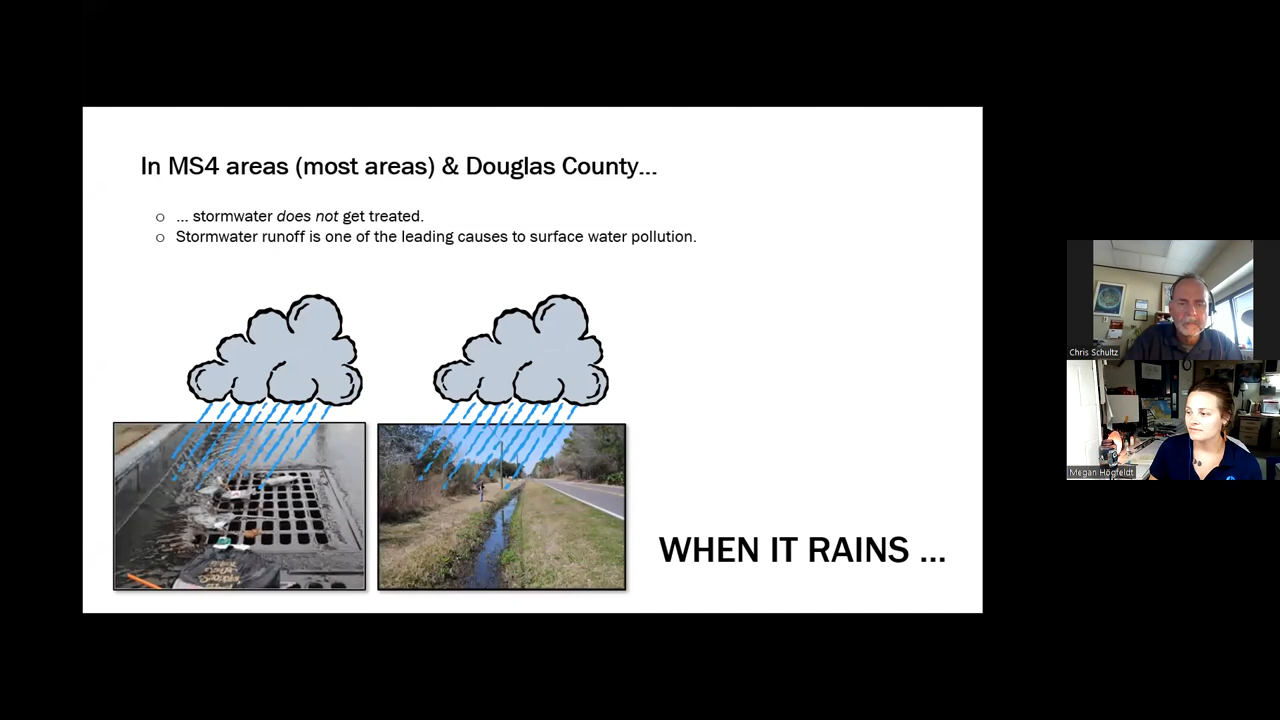 In MS4 areas (most areas) & Douglas County...
o ... stormwater does not get treated.
o Stormwater runoff is one of the leading causes to surface water pollution.
WHEN IT RAINS ...
Chris Schultz
Megan Hogfeldt